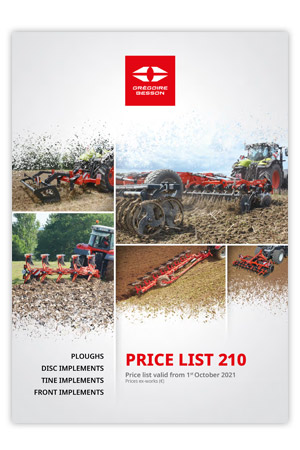 GRÉGOIRE
BESSON
PLOUGHS
DISC IMPLEMENTS
TINE IMPLEMENTS
FRONT IMPLEMENTS
PRICE LIST 210
Price list valid from 1st October 2021
Prices ex-works (€)